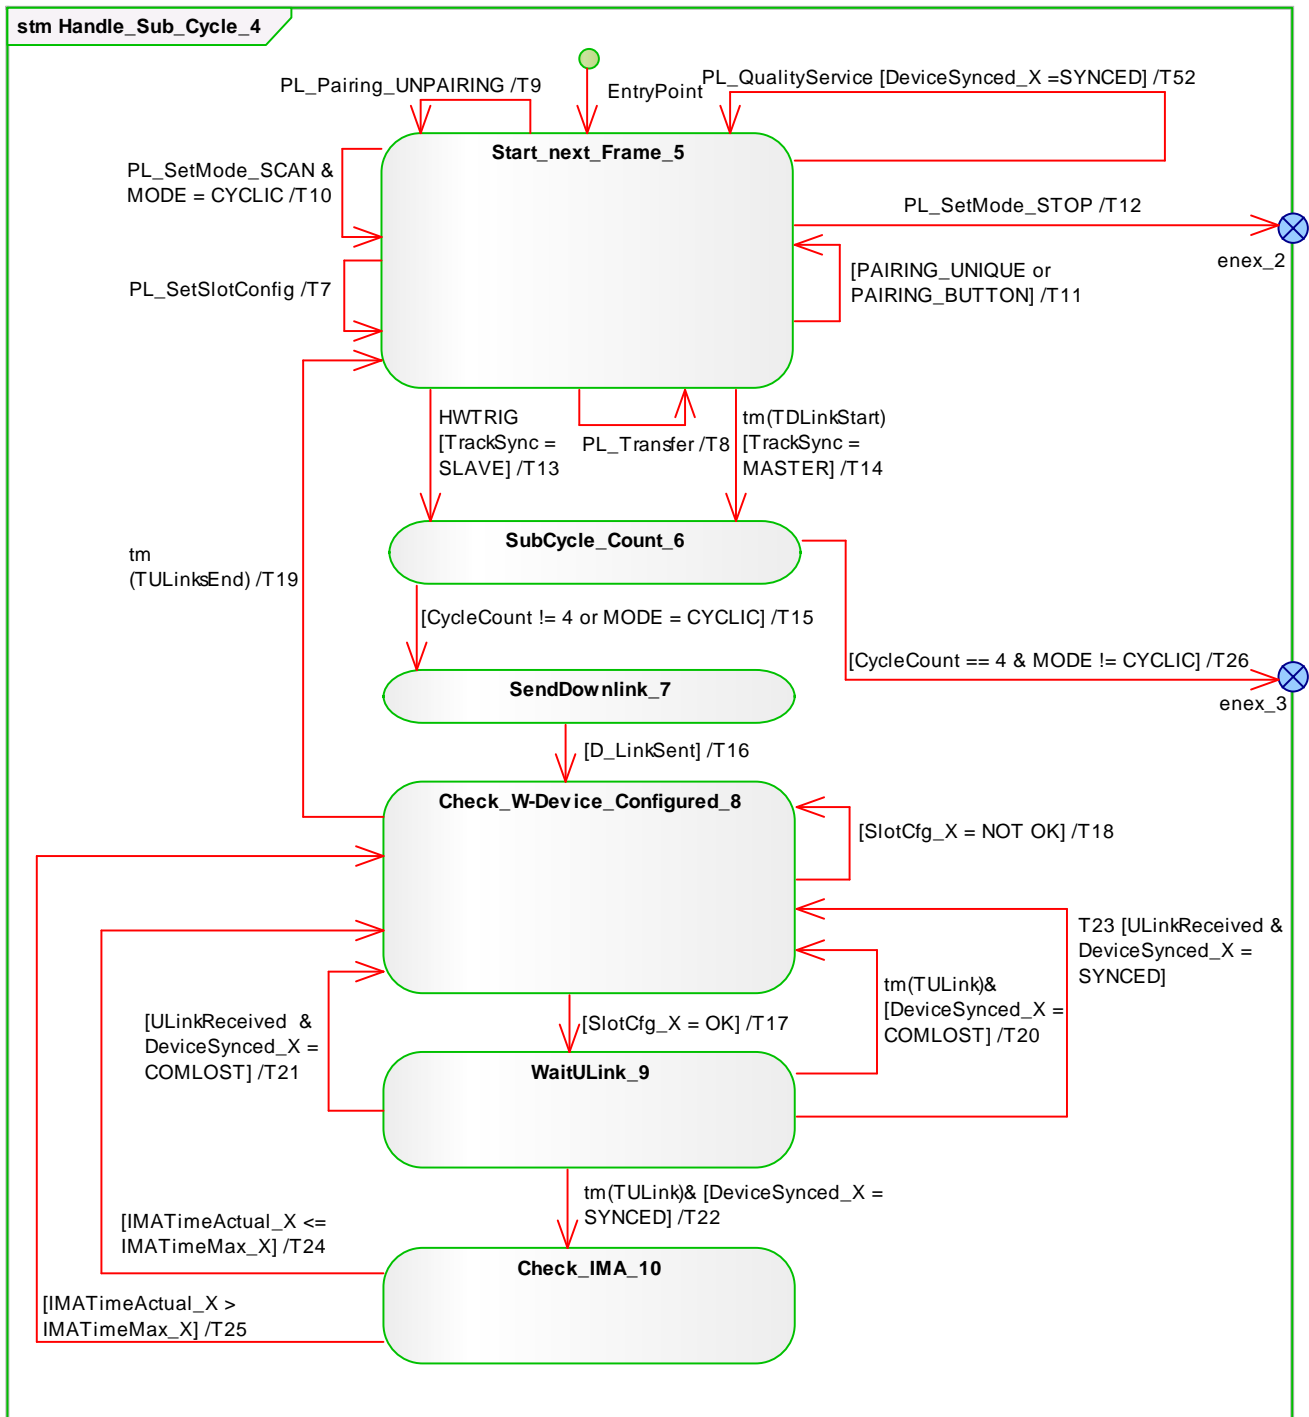 stm Handle_Sub_Cycle_4
PL_Pairing_UNPAIRING /T9
EntryPoint
PL_QualityService [DeviceSynced_X =SYNCED] /T52
Start_next_Frame_5
PL_SetMode_SCAN &
MODE = CYCLIC /T10
PL_SetMode_STOP /T12
enex_2
PL_SetSlotConfig /T7
[PAIRING_UNIQUE or
PAIRING_BUTTON] /T11
HWTRIG
[TrackSync =
SLAVE] /T13
PL_Transfer /T8
tm(TDLinkStart)
[TrackSync =
MASTER] /T14
SubCycle_Count_6
tm
(TULinksEnd) /T19
[CycleCount != 4 or MODE = CYCLIC] /T15
[CycleCount == 4 & MODE != CYCLIC] /T26
enex_3
SendDownlink_7
[D_LinkSent] /T16
Check_W-Device_Configured_8
[SlotCfg_X = NOT OK] /T18
T23 [ULinkReceived &
DeviceSynced_X =
SYNCED]
tm(TULink)&
[DeviceSynced_X =
COMLOST] /T20
[ULinkReceived &
DeviceSynced_X =
COMLOST] /T21
[SlotCfg_X = OK] /T17
WaitULink_9
tm(TULink)& [DeviceSynced_X =
SYNCED] /T22
[IMATimeActual_X <=
IMATimeMax_X] /T24
Check_IMA_10
[IMATimeActual_X >
IMATimeMax_X] /T25